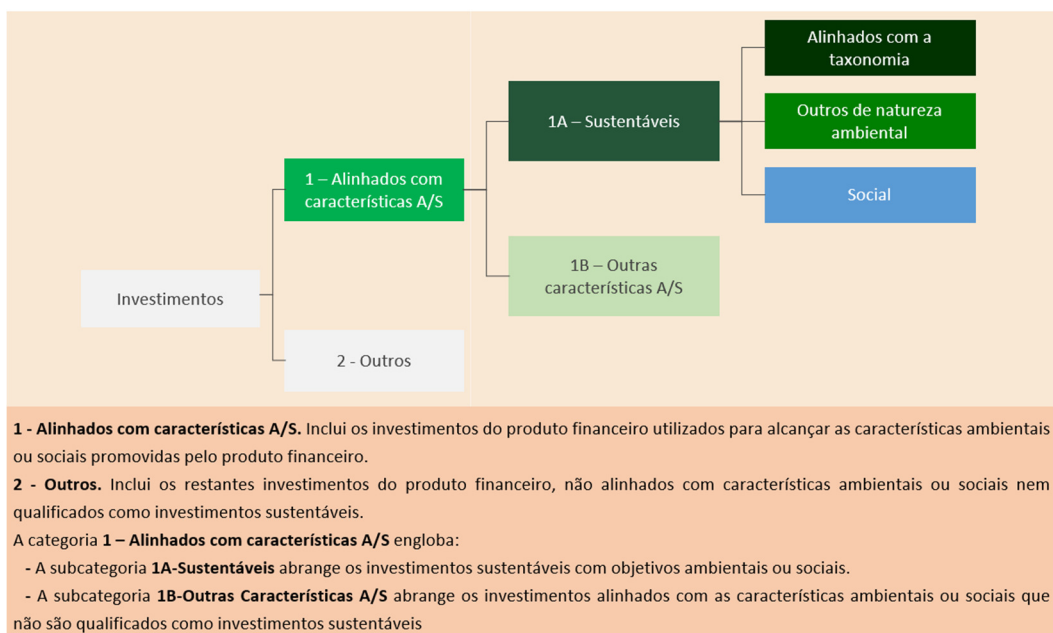 Alinhados com a
taxonomia
1A – Sustentáveis
Outros de natureza
ambiental
1 – Alinhados com
características A/S
Social
1B – Outras
características A/S
Investimentos
2 - Outros
1 - Alinhados com características A/S. Inclui os investimentos do produto financeiro utilizados para alcançar as características ambientais
ou sociais promovidas pelo produto financeiro.
2 - Outros. Inclui os restantes investimentos do produto financeiro, não alinhados com características ambientais ou sociais nem
qualificados como investimentos sustentáveis.
A categoria 1 – Alinhados com características A/S engloba:
- A subcategoria 1A-Sustentáveis abrange os investimentos sustentáveis com objetivos ambientais ou sociais.
- A subcategoria 1B-Outras Características A/S abrange os investimentos alinhados com as características ambientais ou sociais que
não são qualificados como investimentos sustentáveis